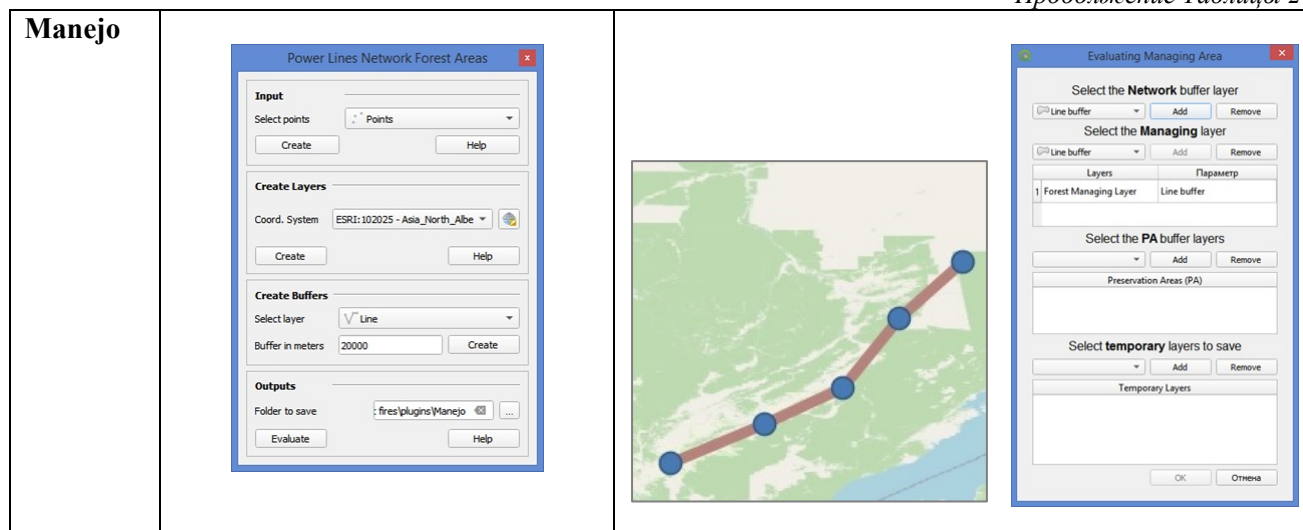 Продолжение Таблицы 2
Manejo
Power Lines Network Forest Areas
Input
Select points
Points
Create
Help
Create Layers
Coord. System
ESRI:102025 - Asia_North_Albe
Create
Help
Create Buffers
Select layer
Line
Buffer in meters
20000
Create
Outputs
Folder to save
fires\plugins\Manejo
...
Evaluate
Help
Evaluating Managing Area
Select the Network buffer layer
Line buffer
Add
Remove
Select the Managing layer
Line buffer
Add
Remove
Layers
Параметр
1 Forest Managing Layer
Line buffer
Select the PA buffer layers
Add
Remove
Preservation Areas (PA)
Select temporary layers to save
Add
Remove
Temporary Layers
OK
Отмена